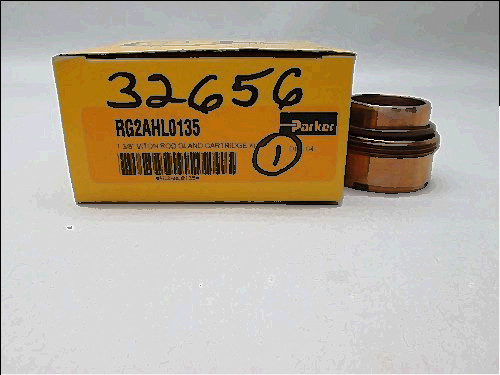 32656
RG2AHL0135
Parker
1 3/8" VITON ROD GLAND CARTRIDGE
1